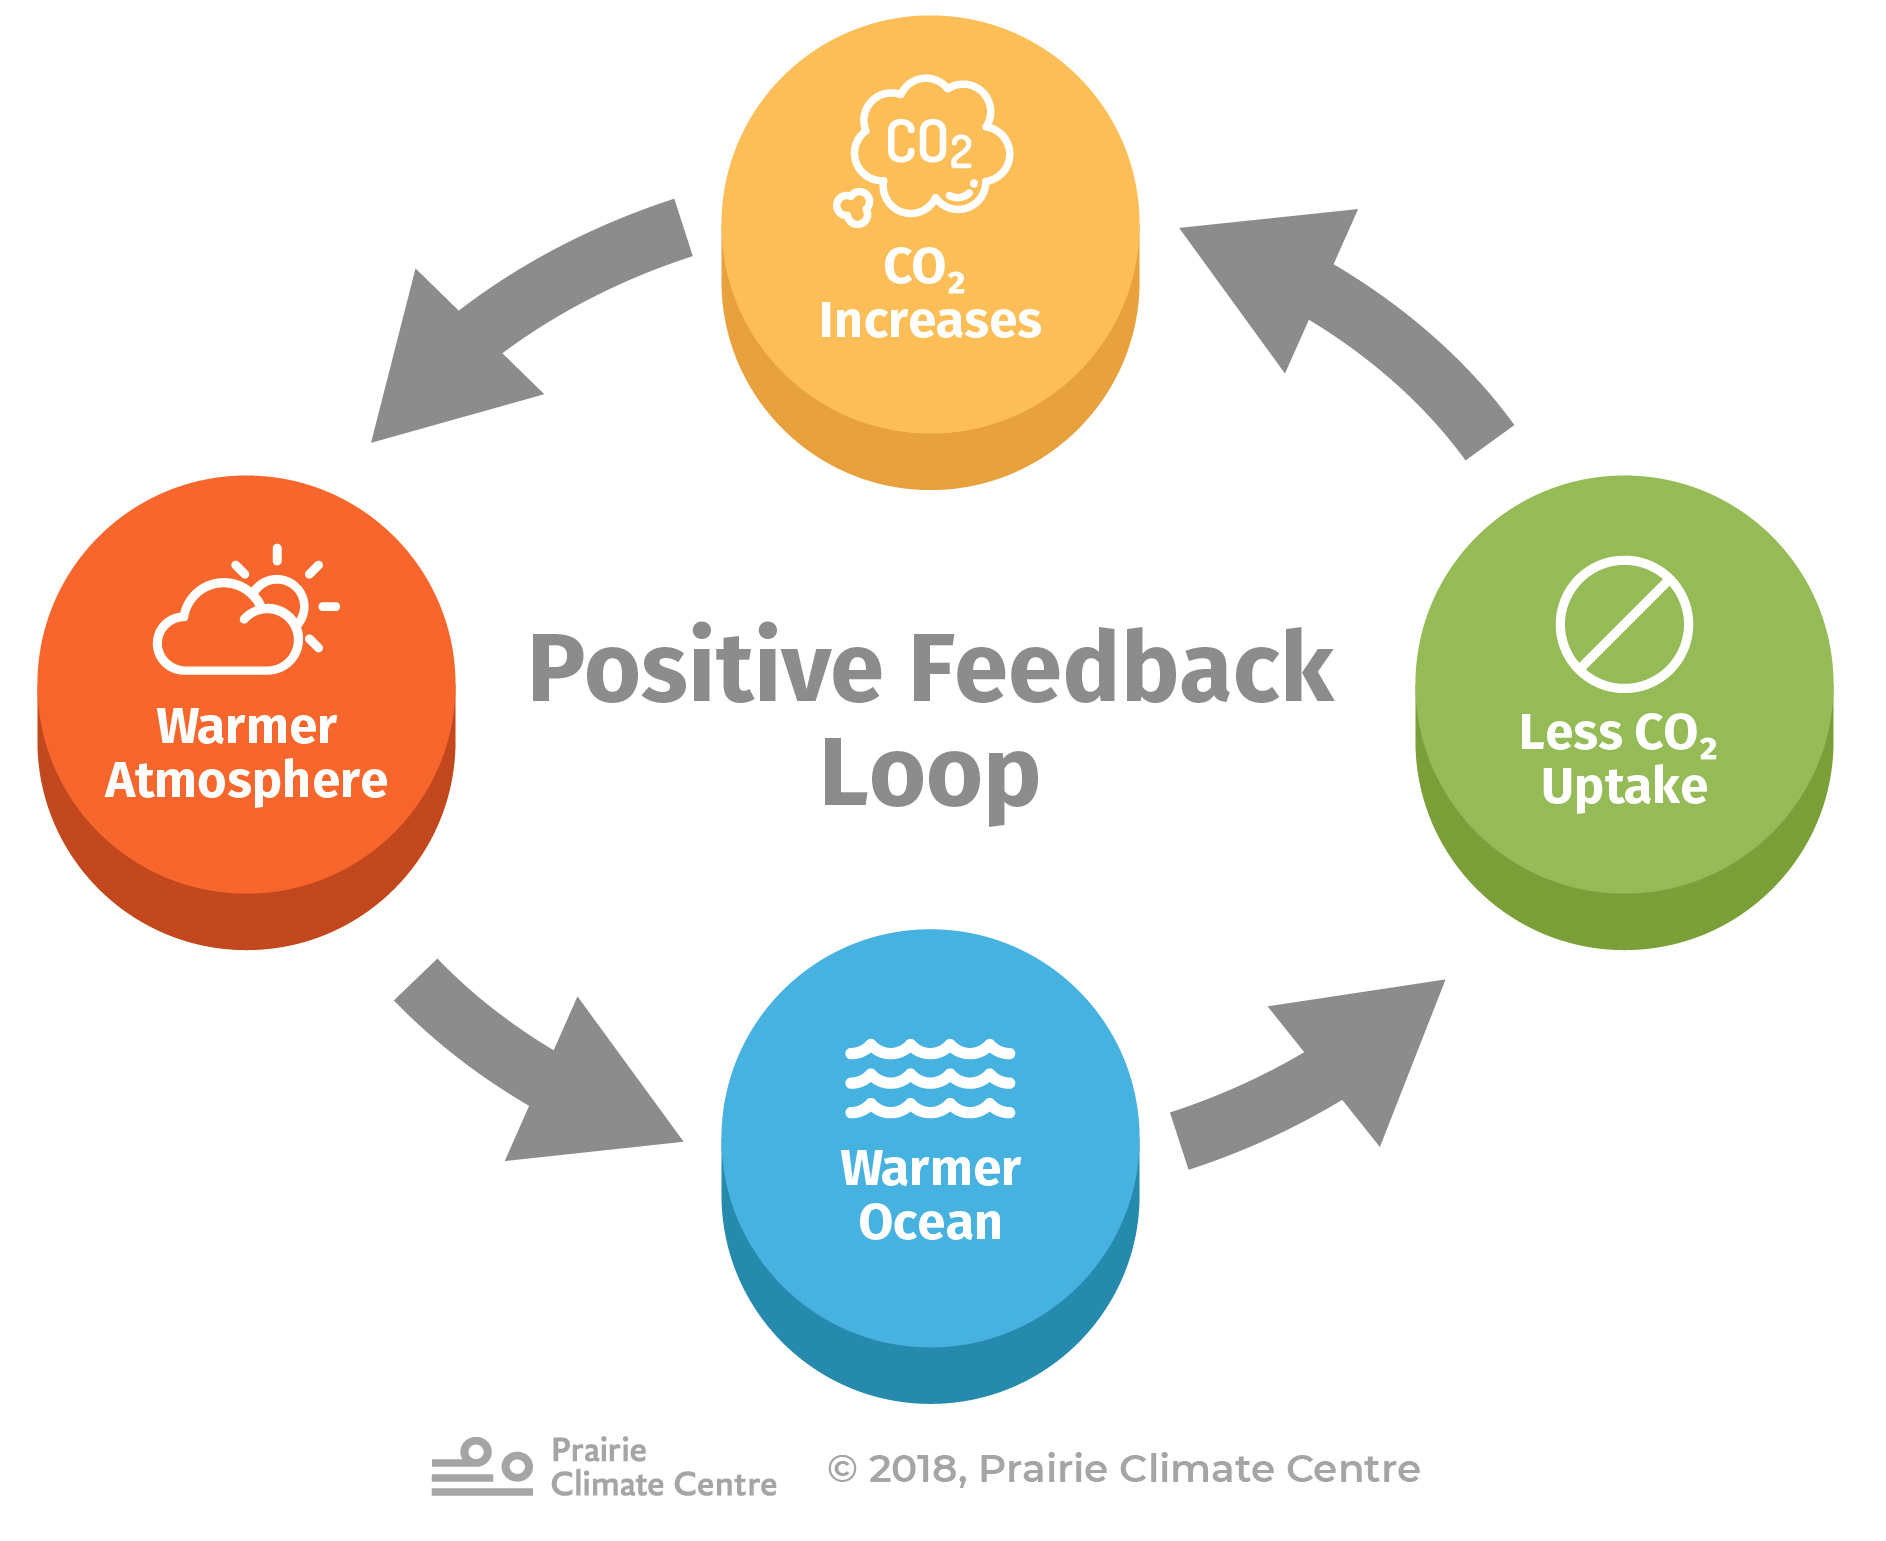 CO2
CO₂
Increases
Warmer
Atmosphere
Positive Feedback
Loop
Less CO₂
Uptake
Warmer
Ocean
Prairie
Climate Centre
© 2018, Prairie Climate Centre